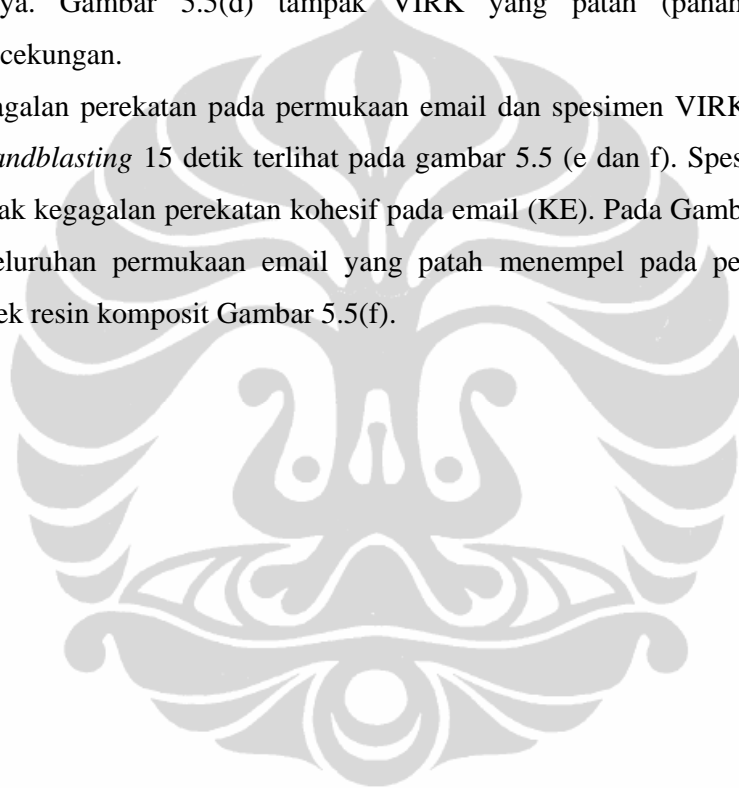 ya. Gambar 5.5(d) tampak VIRK yang patah (panah
cekungan.
agalan perekatan pada permukaan email dan spesimen VIRK
andblasting 15 detik terlihat pada gambar 5.5 (e dan f). Spes
ak kegagalan perekatan kohesif pada email (KE). Pada Gamb
eluruhan permukaan email yang patah menempel pada pe
ek resin komposit Gambar 5.5(f).